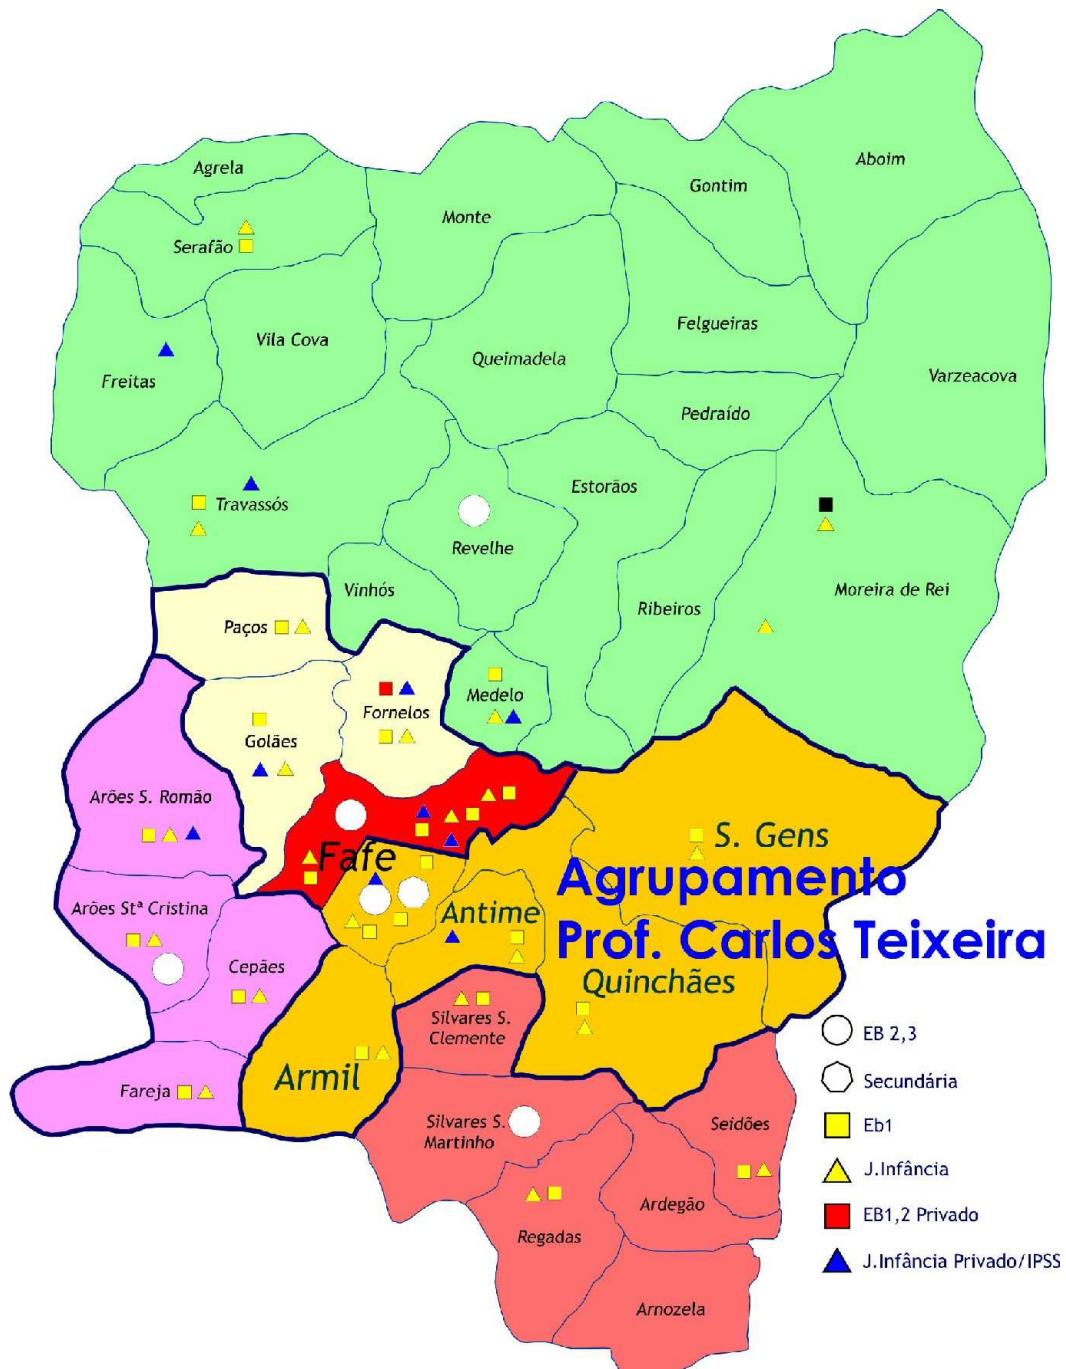 Aboim
Agrela
Gontim
Monte
Serafão
Felgueiras
Vila Cova
Queimadela
Varzeacova
Freitas
Pedraído
Estorãos
Travassós
Revelhe
Vinhós
Moreira de Rei
Ribeiros
Paços
Medelo
Fornelos
Golães
Arões S. Romão
S. Gens
Fafe
Agrupamento
Arões Stª Cristina
Antime
Prof. Carlos Teixeira
Cepães
Quinchães
Silvares S.
Clemente
EB 2,3
Armil
Secundária
Fareja
Silvares S.
Martinho
Seidões
Eb1
J.Infância
Ardegão
EB1,2 Privado
Regadas
J.Infância Privado/IPSS
Arnozela